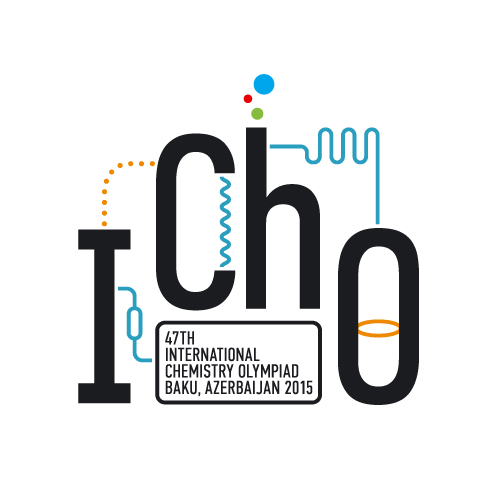 IChO
47TH
INTERNATIONAL
CHEMISTRY OLYMPIAD
BAKU, AZERBAIJAN 2015